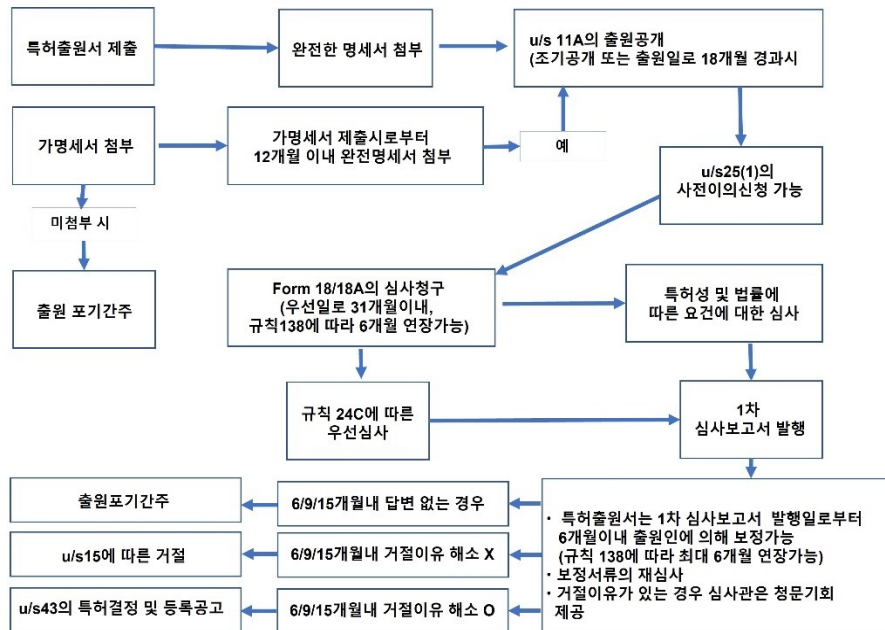 특허출원서 제출
완전한 명세서 첨부
u/s 11A의 출원공개
(조기공개 또는 출원일로 18개월 경과시
가명세서 첨부
가명세서 제출시로부터
12개월 이내 완전명세서 첨부
예
u/s25(1)의
사전이의신청 가능
미첨부 시
출원 포기간주
Form 18/18A의 심사청구
(우선일로 31개월이내,
규칙138에 따라 6개월 연장가능)
특허성 및 법률에
따른 요건에 대한 심사
규칙 24C에 따른
우선심사
1차
심사보고서 발행
출원포기간주
6/9/15개월내 답변 없는 경우
u/s15에 따른 거절
6/9/15개월내 거절이유 해소 X
u/s43의 특허결정 및 등록공고
6/9/15개월내 거절이유 해소 O
· 특허출원서는 1차 심사보고서 발행일로부터
6개월이내 출원인에 의해 보정가능
(규칙 138에 따라 최대 6개월 연장가능)
· 보정서류의 재심사
· 거절이유가 있는 경우 심사관은 청문기회
제공